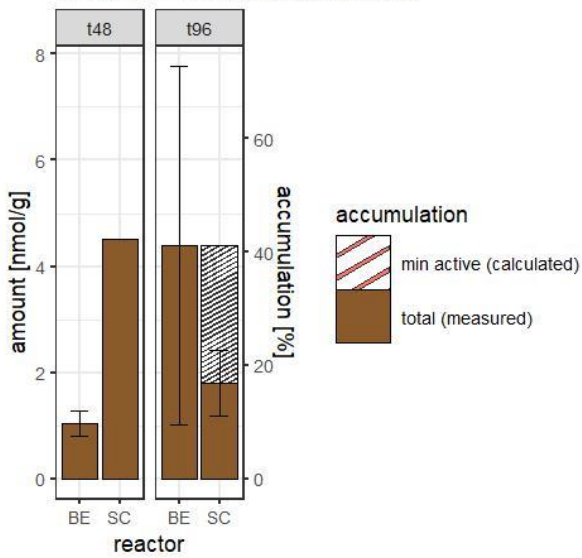 t48 t96
8
6
4
2
0
60
40
20
0
amount [nmol/g]
accumulation [%]
BE SC BE SC
reactor
accumulation
min active (calculated)
total (measured)